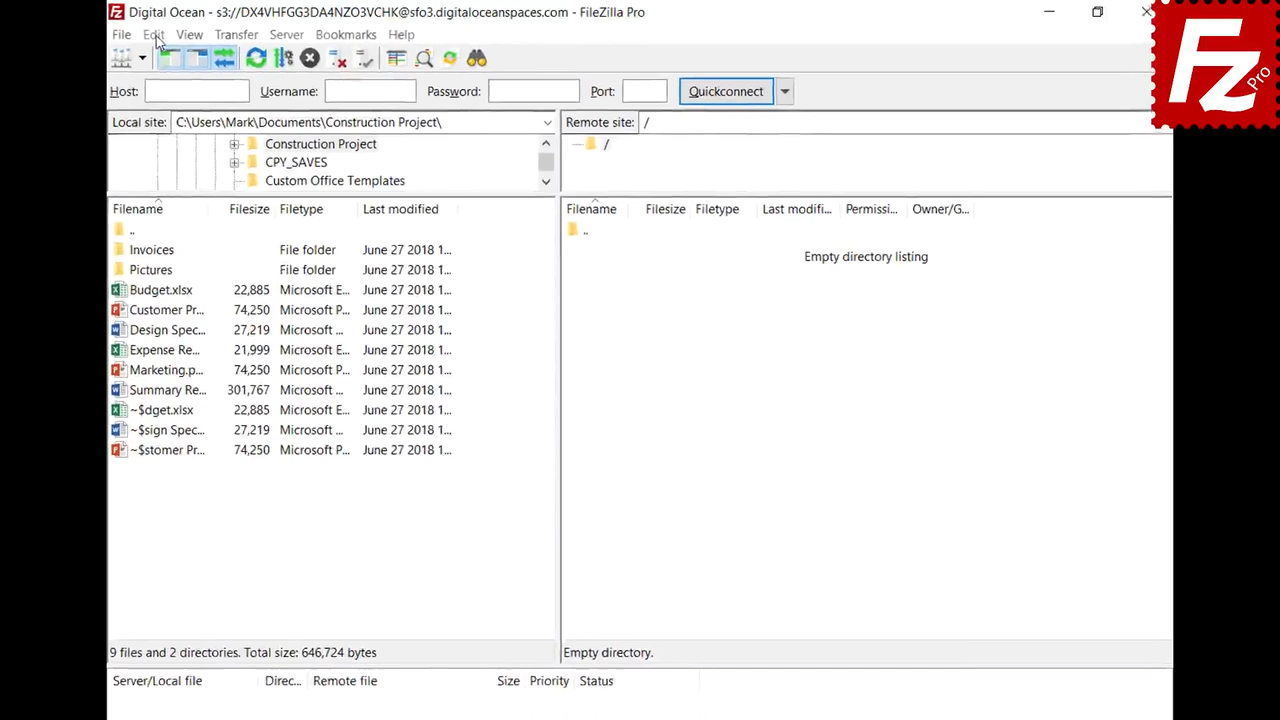 Digital Ocean - s3://DX4VHFGG3DA4NZO3VCHK@sfo3.digitaloceanspaces.com - FileZilla Pro
File Edit View Transfer Server Bookmarks Help
Host: Username: Password: Port: Quickconnect
Local site: C:\Users\Mark\Documents\Construction Project\
Remote site: /
Construction Project
CPY_SAVES
Custom Office Templates
/
Filename Filesize Filetype Last modified
..
Invoices File folder June 27 2018 1...
Pictures File folder June 27 2018 1...
Budget.xlsx 22,885 Microsoft E... June 27 2018 1...
Customer Pr... 74,250 Microsoft P... June 27 2018 1...
Design Spec... 27,219 Microsoft ... June 27 2018 1...
Expense Re... 21,999 Microsoft E... June 27 2018 1...
Marketing.p... 74,250 Microsoft P... June 27 2018 1...
Summary Re... 301,767 Microsoft ... June 27 2018 1...
~$dget.xlsx 22,885 Microsoft E... June 27 2018 1...
~$sign Spec... 27,219 Microsoft ... June 27 2018 1...
~$stomer Pr... 74,250 Microsoft P... June 27 2018 1...
9 files and 2 directories. Total size: 646,724 bytes
Filename Filesize Filetype Last modifi... Permissi... Owner/G...
..
Empty directory listing
Empty directory.
Server/Local file Direc... Remote file Size Priority Status
Fz Pro